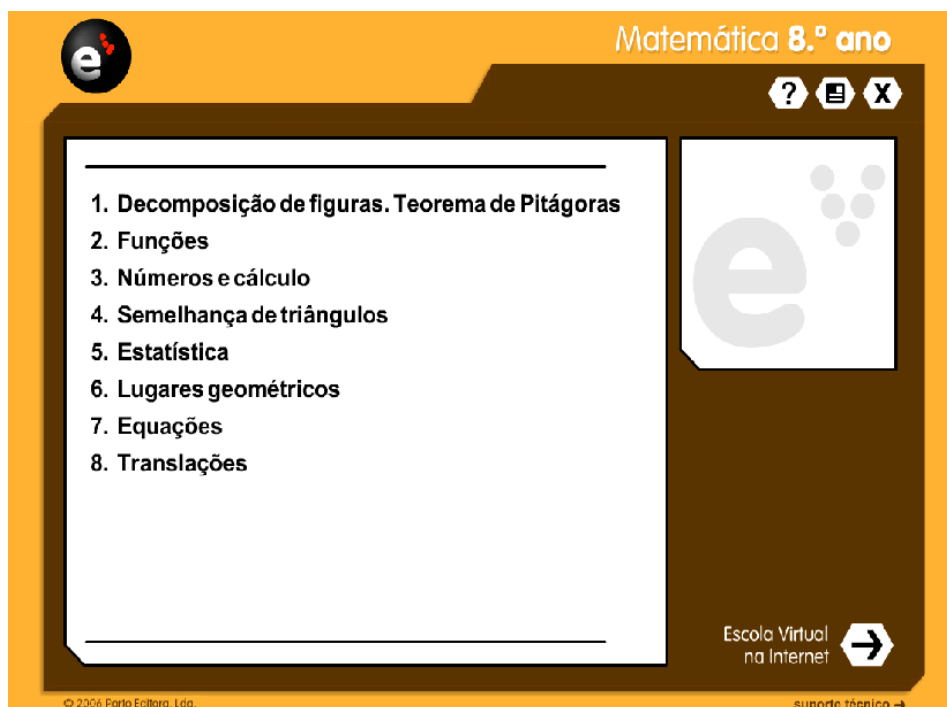 Matemática 8.º ano
?
X
1. Decomposição de figuras. Teorema de Pitágoras
2. Funções
3. Números e cálculo
4. Semelhança de triângulos
5. Estatística
6. Lugares geométricos
7. Equações
8. Translações
e
e
Escola Virtual
na Internet
© 2006 Porto Editora, Lda.
suporte técnico